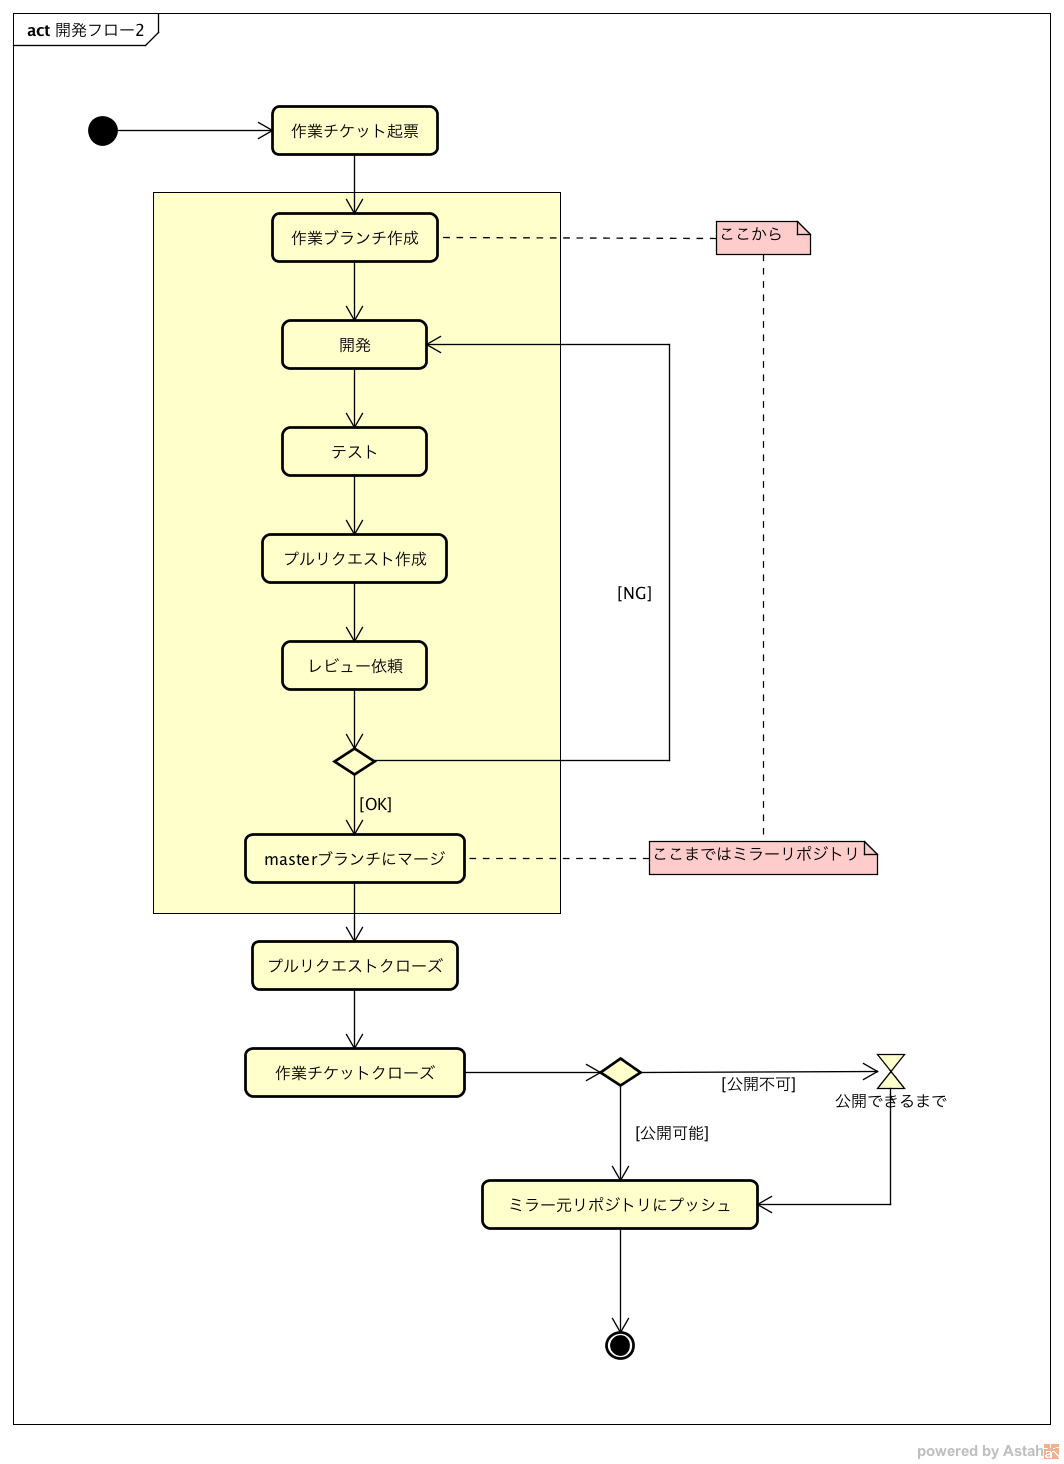 act 開発フロー2
作業チケット起票
作業ブランチ作成
ここから
開発
テスト
プルリクエスト作成
[NG]
レビュー依頼
[OK]
masterブランチにマージ
ここまではミラーリポジトリ
プルリクエストクローズ
作業チケットクローズ
[公開不可]
公開できるまで
[公開可能]
ミラー元リポジトリにプッシュ
powered by Astah